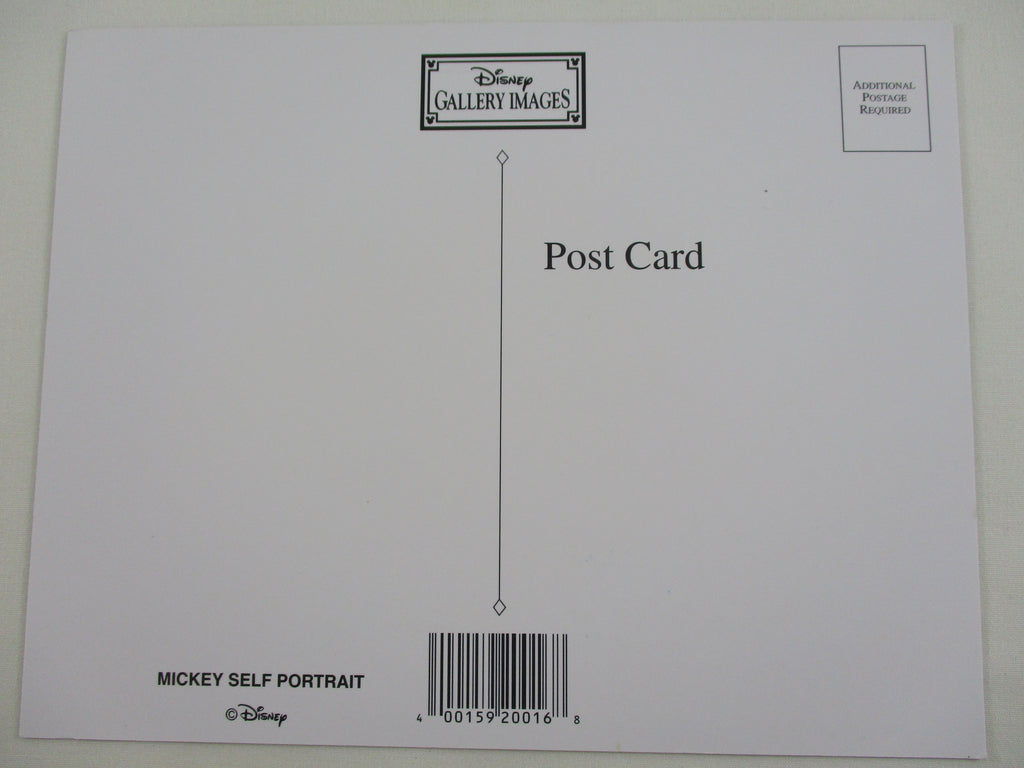 Disney
GALLERY IMAGES
ADDITIONAL
POSTAGE
REQUIRED
Post Card
MICKEY SELF PORTRAIT
© Disney
4 00159 20016 8